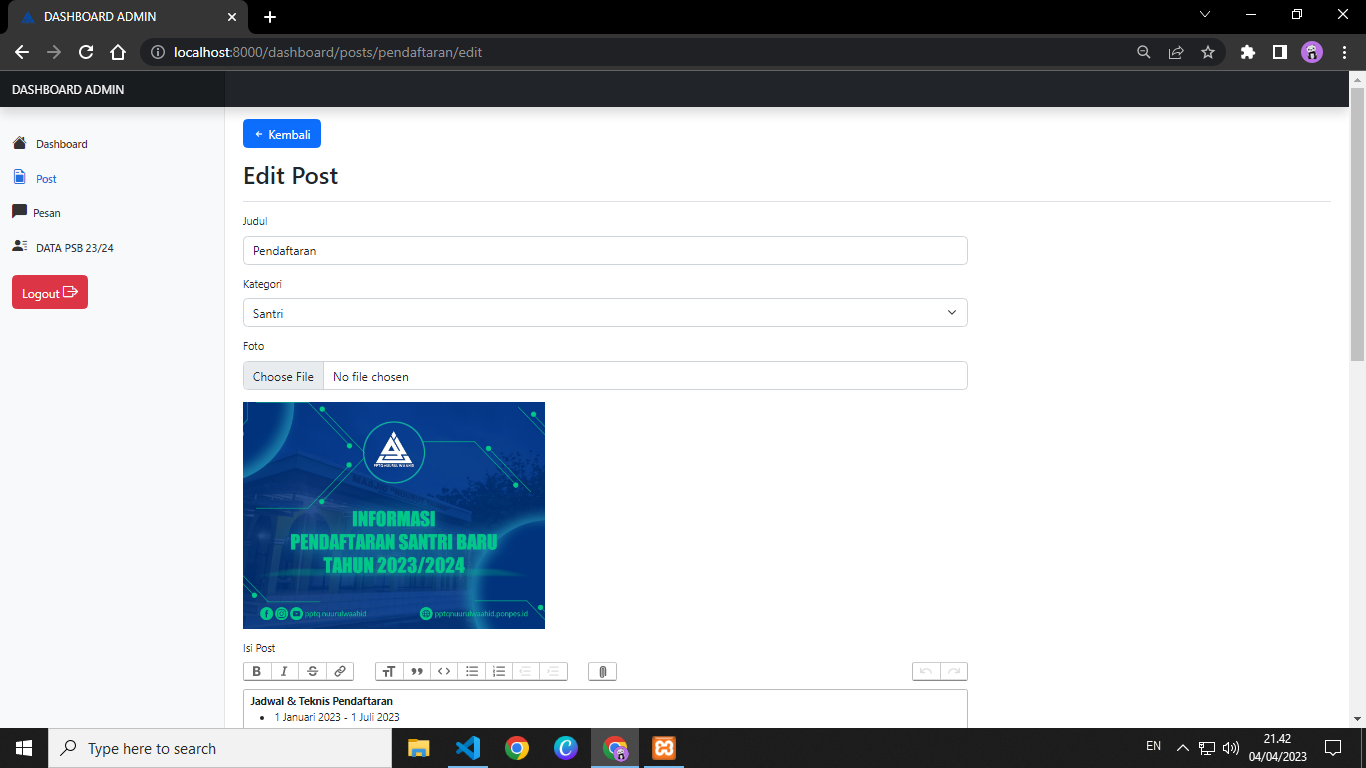 DASHBOARD ADMIN
localhost:8000/dashboard/posts/pendaftaran/edit
DASHBOARD ADMIN
Dashboard
Post
Pesan
DATA PSB 23/24
Logout
Kembali
Edit Post
Judul
Pendaftaran
Kategori
Santri
Foto
Choose File No file chosen
PPTQ NUURUL WAAHID
INFORMASI
PENDAFTARAN SANTRI BARU
TAHUN 2023/2024
pptq.nuurulwaahid pptqnuurulwaahid.ponpes.id
Isi Post
Jadwal & Teknis Pendaftaran
1 Januari 2023 - 1 Juli 2023
Type here to search
EN
21.42
04/04/2023